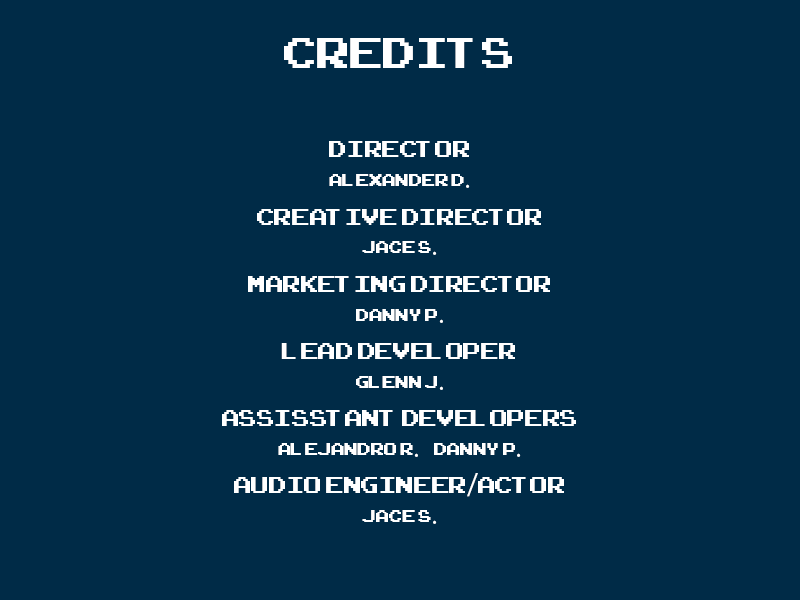 CREDITS
DIRECTOR
ALEXANDER D.
CREATIVE DIRECTOR
JACE S.
MARKETING DIRECTOR
DANNY P.
LEAD DEVELOPER
GLENN J.
ASSISSTANT DEVELOPERS
ALEJANDRO R. DANNY P.
AUDIO ENGINEER/ACTOR
JACE S.